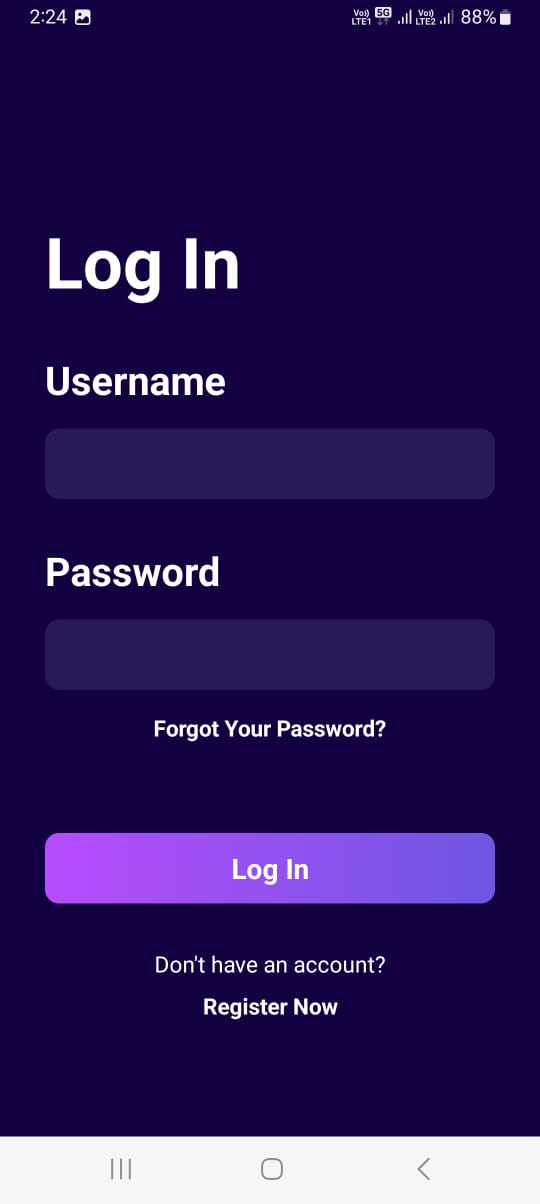 2:24 Vo)) LTE1 5G Vo)) LTE2 88%
Log In
Username
Password
Forgot Your Password?
Log In
Don't have an account?
Register Now